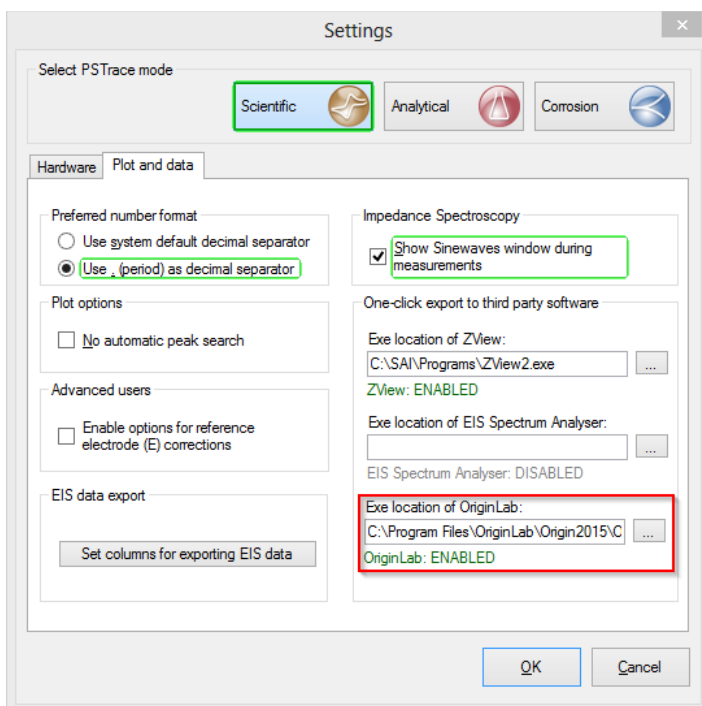 Settings
Select PSTrace mode
Scientific
Analytical
Corrosion
Hardware
Plot and data
Preferred number format
Use system default decimal separator
Use . (period) as decimal separator
Plot options
No automatic peak search
Advanced users
Enable options for reference
electrode (E) corrections
EIS data export
Set columns for exporting EIS data
Impedance Spectroscopy
Show Sinewaves window during
measurements
One-click export to third party software
Exe location of ZView:
C:\SAI\Programs\ZView2.exe
...
ZView: ENABLED
Exe location of EIS Spectrum Analyser:
...
EIS Spectrum Analyser: DISABLED
Exe location of OriginLab:
C:\Program Files\OriginLab\Origin2015\O
...
OriginLab: ENABLED
OK
Cancel